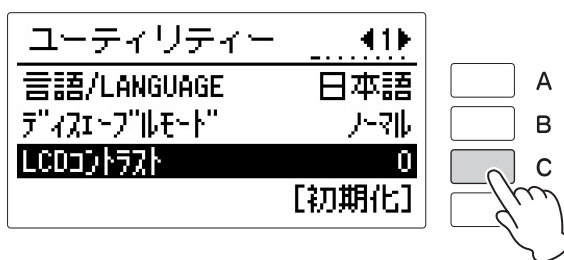 ユーティリティー ◀1▶
言語/LANGUAGE 日本語 A
ディスエーブルモード ノーマル B
LCDコントラスト 0 C
[初期化]